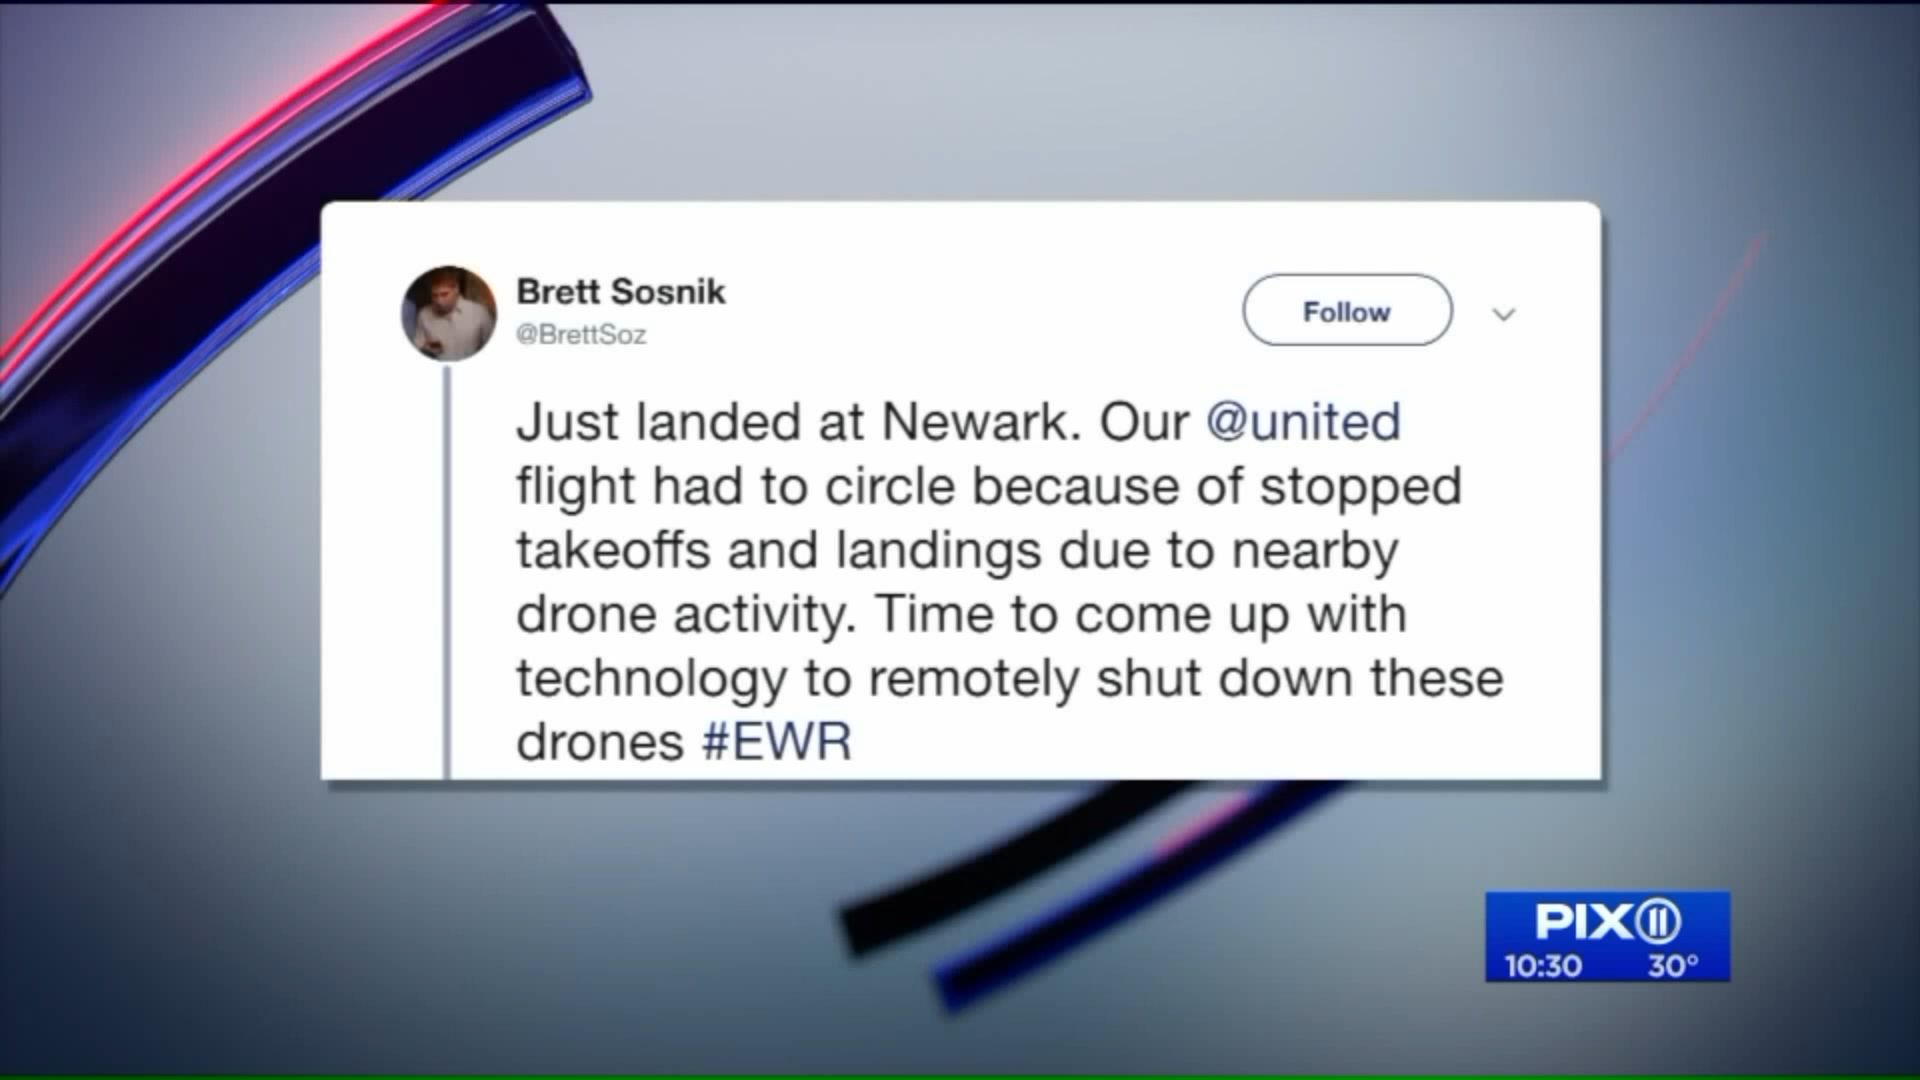 Brett Sosnik
@BrettSoz
Follow
Just landed at Newark. Our @united
flight had to circle because of stopped
takeoffs and landings due to nearby
drone activity. Time to come up with
technology to remotely shut down these
drones #EWR
PIX11
10:30 30°